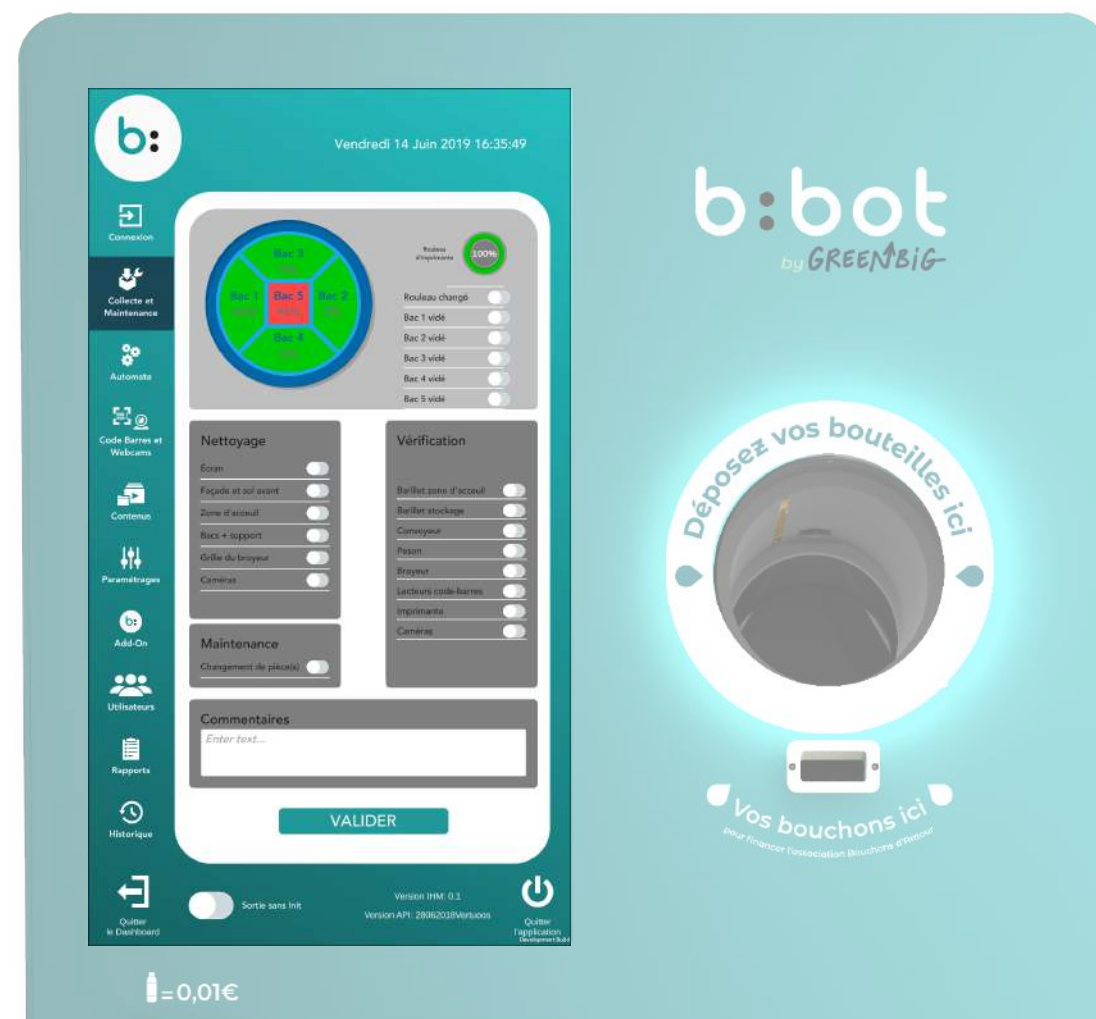 b:
Vendredi 14 Juin 2019 16:35:49
Connexion
Collecte et
Maintenance
Automate
Code Barres et
Webcams
Contenus
Paramétrages
b:
Add-On
Utilisateurs
Rapports
Historique
Quitter
le Dashboard
Bac 3
Bac 1
Bac 5
Bac 2
Bac 4
Rouleau
d'imprimante
100%
Rouleau changé
Bac 1 vidé
Bac 2 vidé
Bac 3 vidé
Bac 4 vidé
Bac 5 vidé
Nettoyage
Écran
Façade et sol avant
Zone d'acceuil
Bacs + support
Grille du broyeur
Caméras
Maintenance
Changement de pièce(s)
Vérification
Barillet zone d'acceuil
Barillet stockage
Convoyeur
Peson
Broyeur
Lecteurs code-barres
Imprimante
Caméras
Commentaires
Enter text...
VALIDER
Sortie sans Init
Version IHM: 0.1
Version API: 28062018Vertuoos
Quitter
l'application
Development Build
b:bot
by GREENBiG
Déposez vos bouteilles ici
Vos bouchons ici
pour financer l'association Bouchons d'Amour
=0,01€